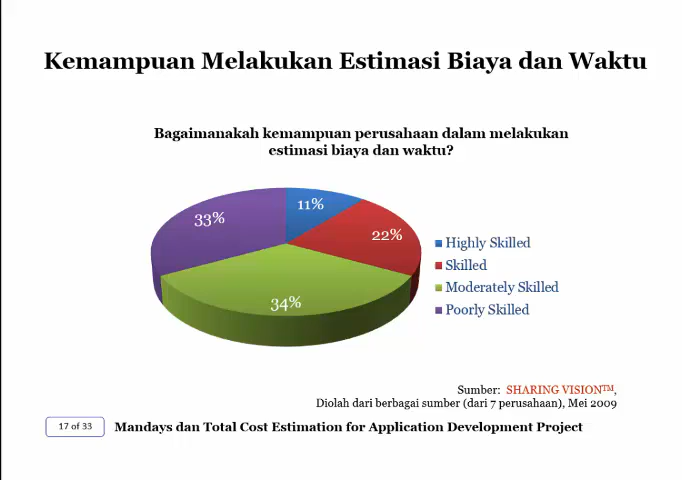 Kemampuan Melakukan Estimasi Biaya dan Waktu
Bagaimanakah kemampuan perusahaan dalam melakukan
estimasi biaya dan waktu?
11%
33%
22%
34%
Highly Skilled
Skilled
Moderately Skilled
Poorly Skilled
Sumber: SHARING VISION™,
Diolah dari berbagai sumber (dari 7 perusahaan), Mei 2009
17 of 33
Mandays dan Total Cost Estimation for Application Development Project